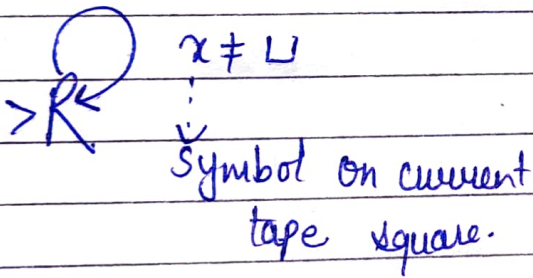 x ≠ ⊔
>R
Symbol on current
tape square.